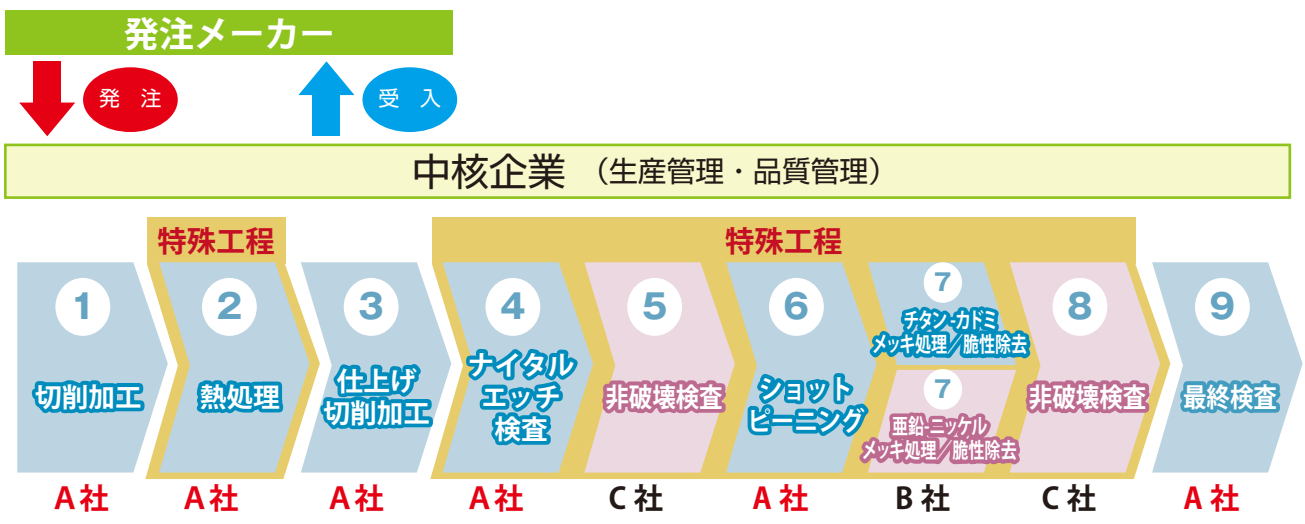 発注メーカー
発 注
受 入
中核企業 （生産管理・品質管理）
特殊工程
特殊工程
1
切削加工
2
熱処理
3
仕上げ
切削加工
4
ナイタル
エッチ
検査
5
非破壊検査
6
ショット
ピーニング
7
チタン・カドミ
メッキ処理／脆性除去
7
亜鉛・ニッケル
メッキ処理／脆性除去
8
非破壊検査
9
最終検査
A社
A社
A社
A社
C社
A社
B社
C社
A社